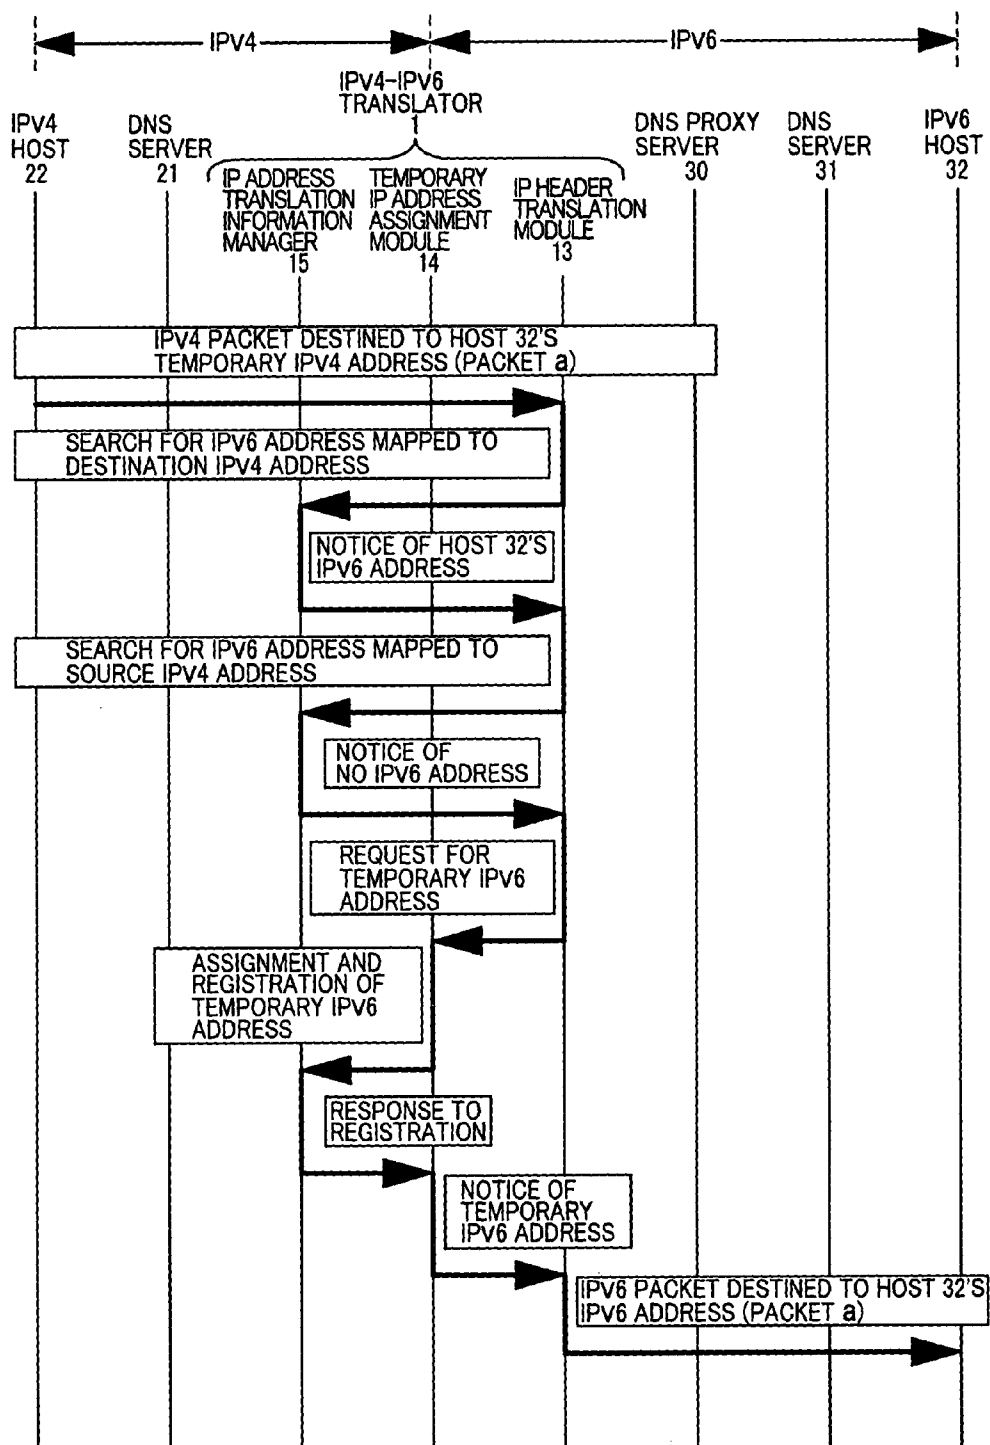 IPV4
IPV6
IPV4-IPV6
TRANSLATOR
1
IPV4
HOST
22
DNS
SERVER
21
IP ADDRESS
TRANSLATION
INFORMATION
MANAGER
15
TEMPORARY
IP ADDRESS
ASSIGNMENT
MODULE
14
IP HEADER
TRANSLATION
MODULE
13
DNS PROXY
SERVER
30
DNS
SERVER
31
IPV6
HOST
32
IPV4 PACKET DESTINED TO HOST 32'S
TEMPORARY IPV4 ADDRESS (PACKET a)
SEARCH FOR IPV6 ADDRESS MAPPED TO
DESTINATION IPV4 ADDRESS
NOTICE OF HOST 32'S
IPV6 ADDRESS
SEARCH FOR IPV6 ADDRESS MAPPED TO
SOURCE IPV4 ADDRESS
NOTICE OF
NO IPV6 ADDRESS
REQUEST FOR
TEMPORARY IPV6
ADDRESS
ASSIGNMENT AND
REGISTRATION OF
TEMPORARY IPV6
ADDRESS
RESPONSE TO
REGISTRATION
NOTICE OF
TEMPORARY
IPV6 ADDRESS
IPV6 PACKET DESTINED TO HOST 32'S
IPV6 ADDRESS (PACKET a)